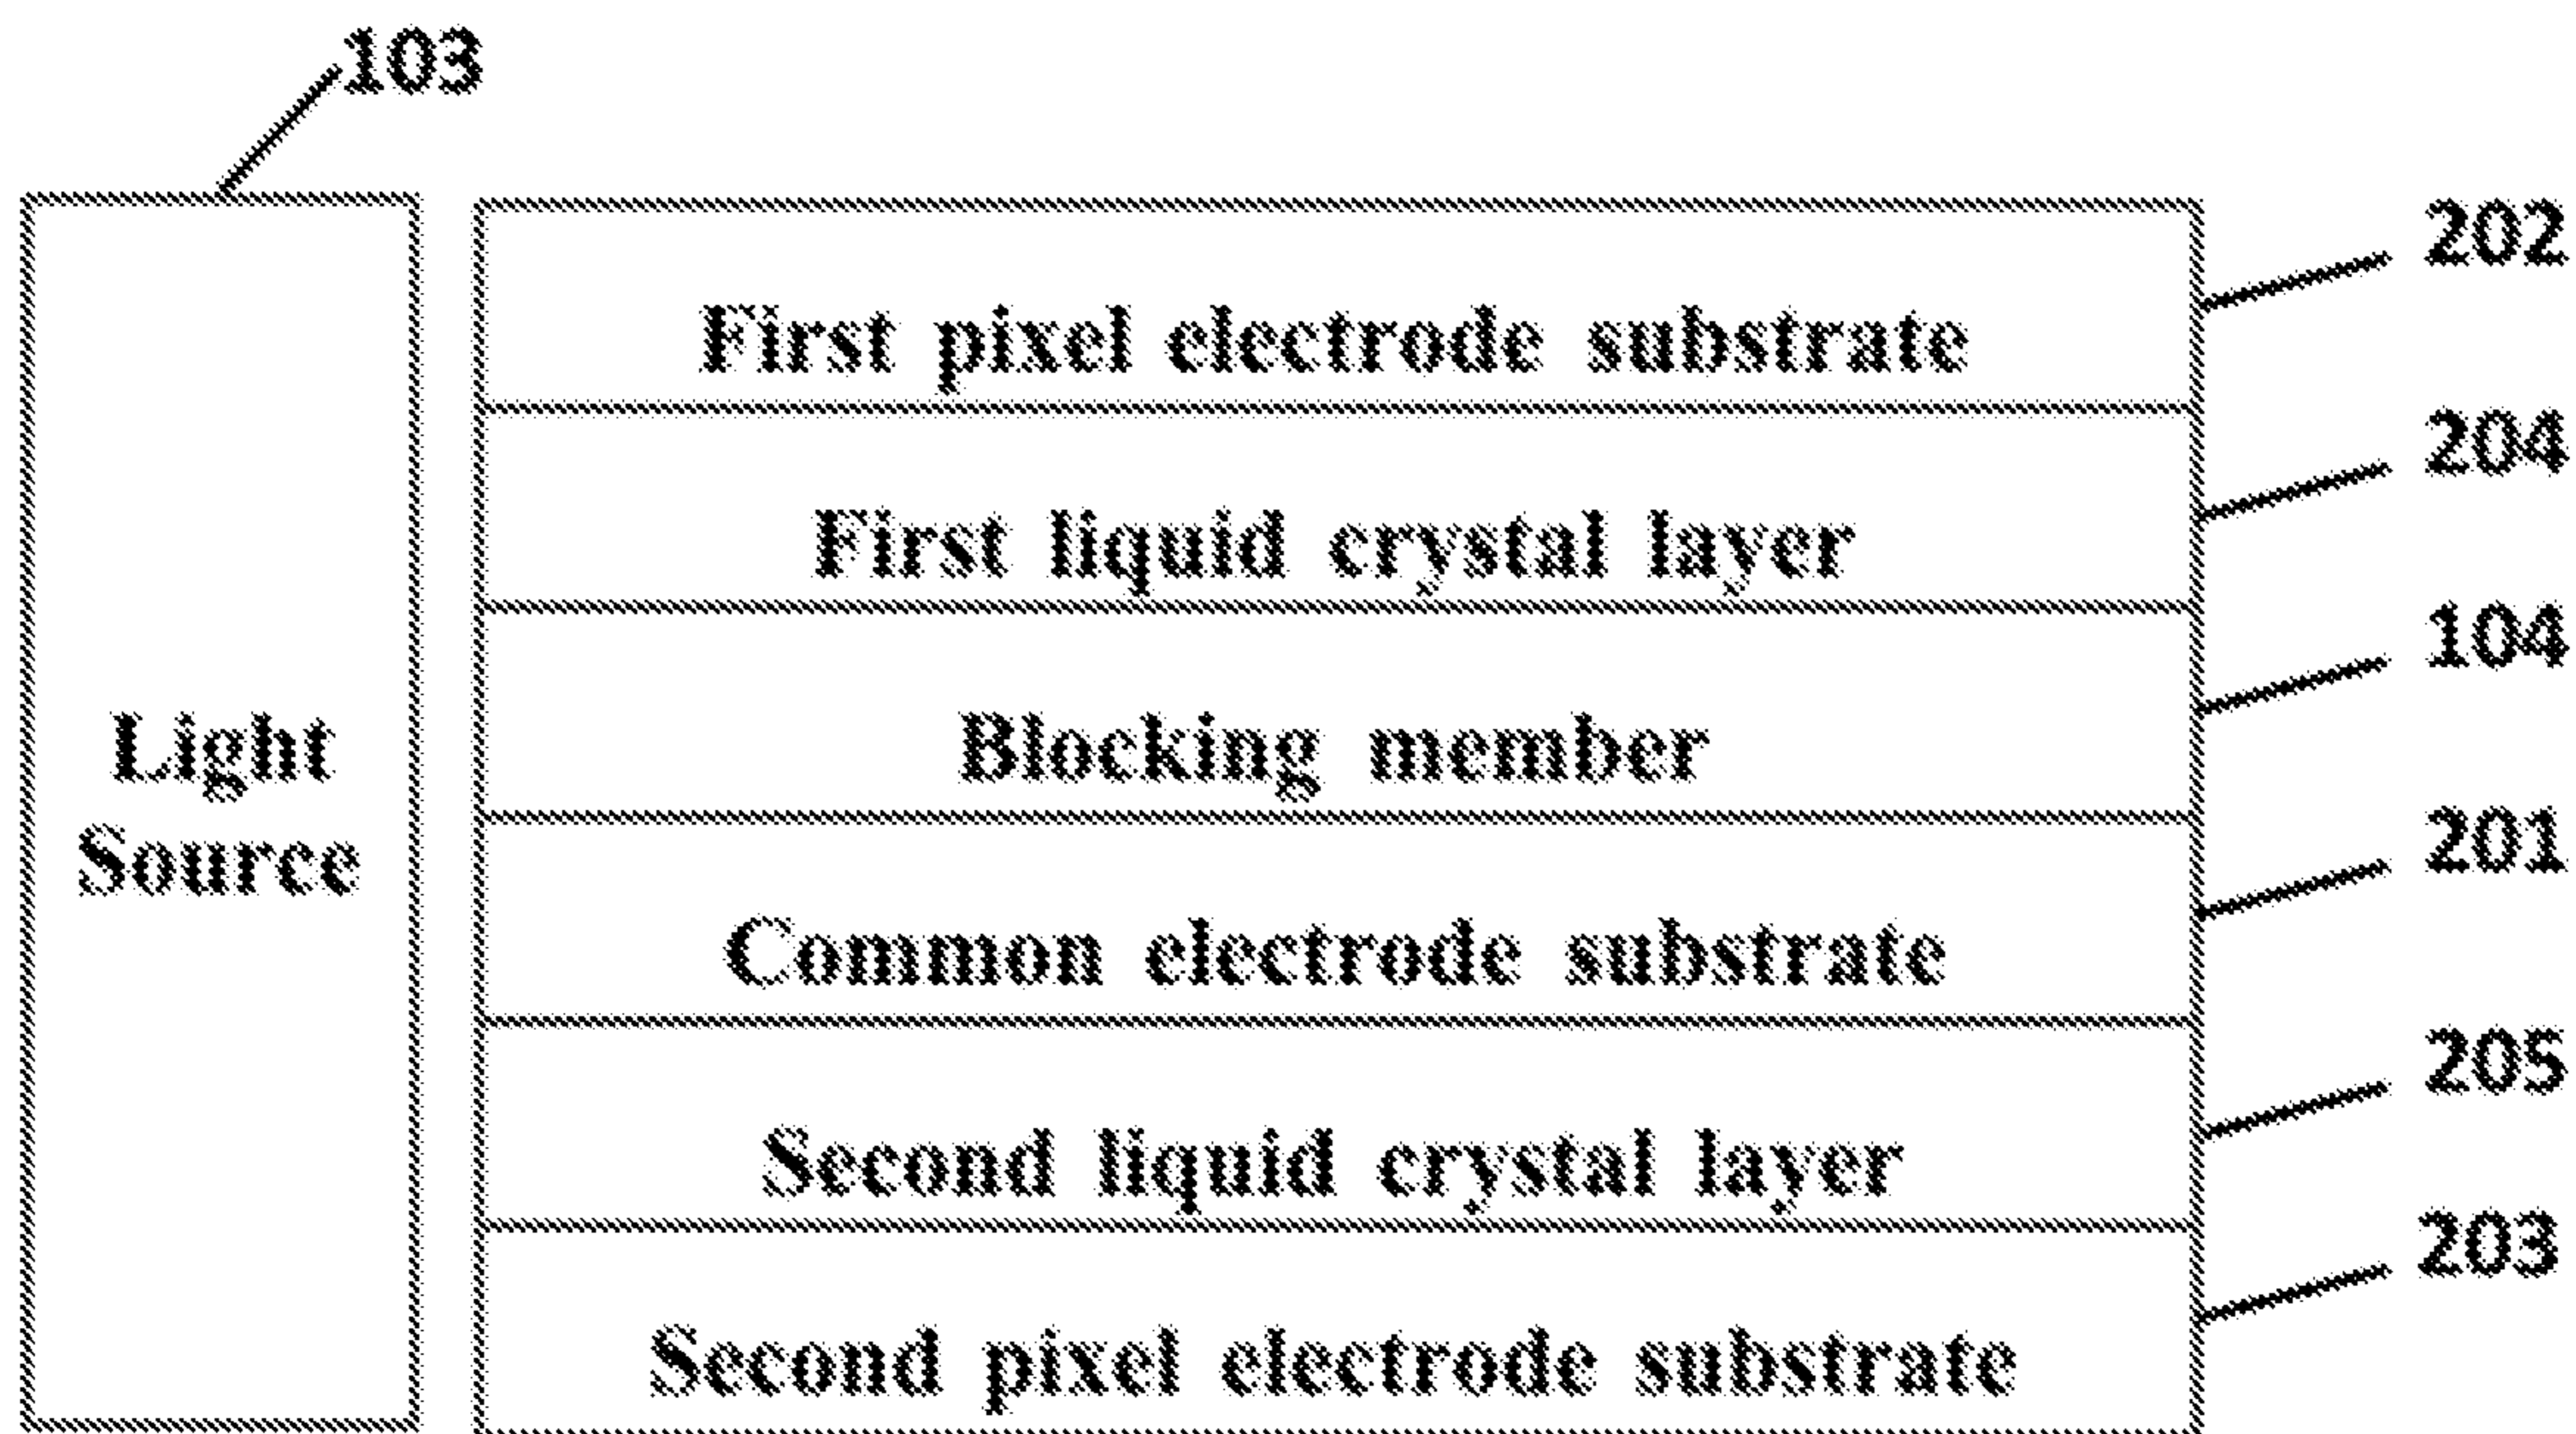 103
202
First pixel electrode substrate
204
First liquid crystal layer
104
Blocking member
Light
Source
201
Common electrode substrate
205
Second liquid crystal layer
203
Second pixel electrode substrate